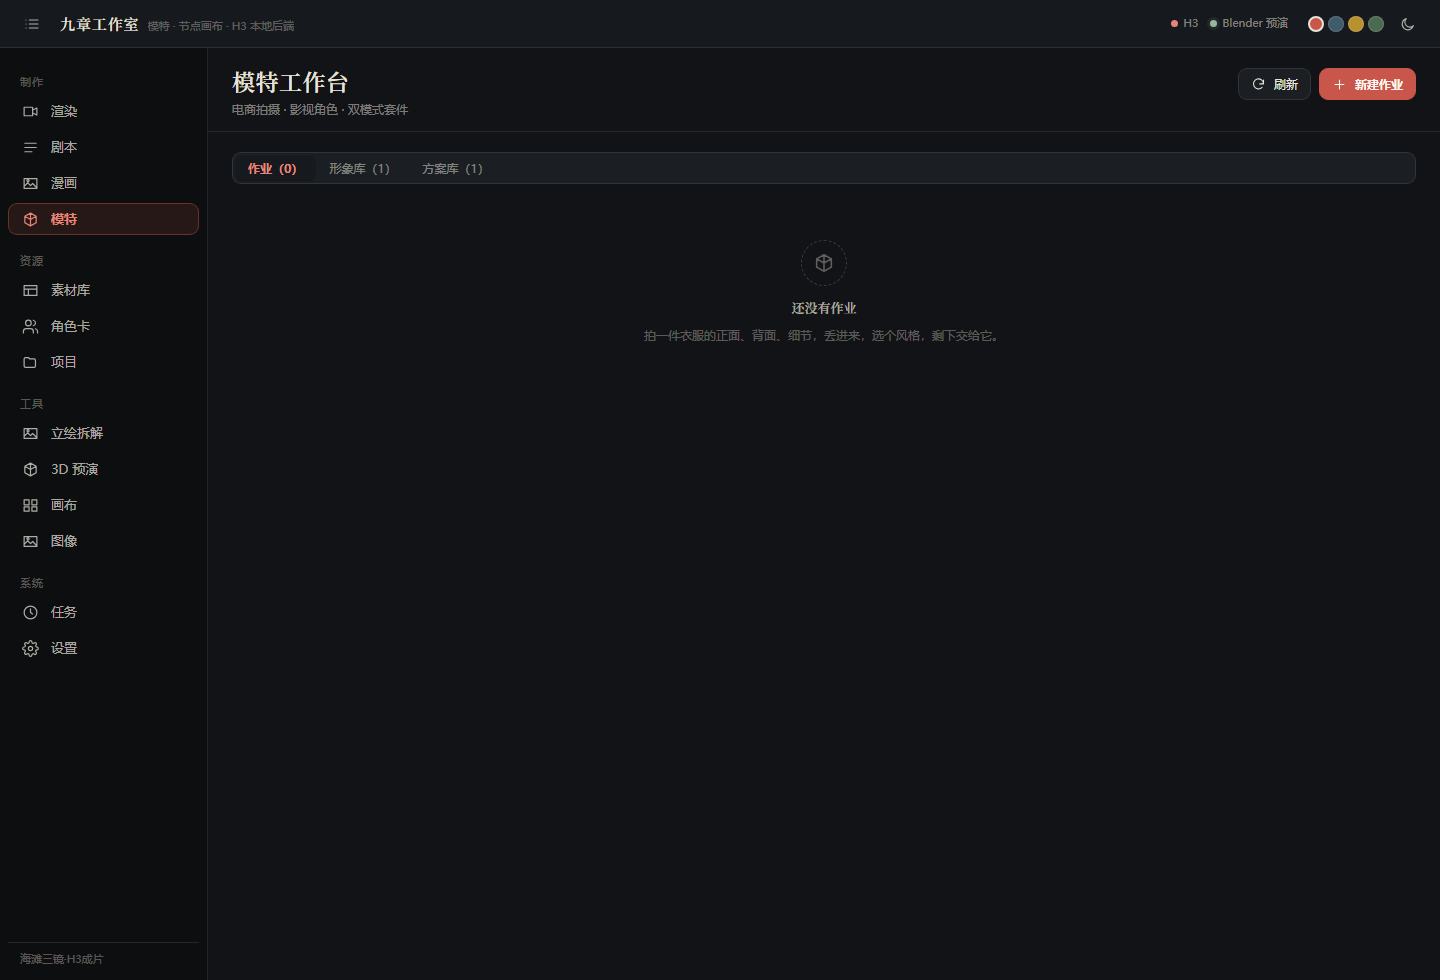 九章工作室 模特 · 节点画布 · H3 本地后端
H3 Blender 预演
制作
渲染
剧本
漫画
模特
资源
素材库
角色卡
项目
工具
立绘拆解
3D 预演
画布
图像
系统
任务
设置
海滩三镜·H3成片
模特工作台
电商拍摄 · 影视角色 · 双模式套件
刷新
新建作业
作业（0） 形象库（1） 方案库（1）
还没有作业
拍一件衣服的正面、背面、细节，丢进来，选个风格，剩下交给它。